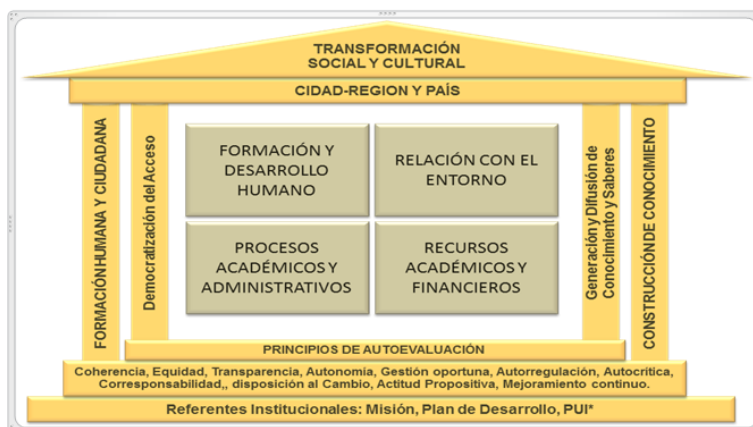 TRANSFORMACIÓN
SOCIAL Y CULTURAL
CIDAD-REGION Y PAÍS
FORMACIÓN HUMANA Y CIUDADANA
Democratización del Acceso
FORMACIÓN Y
DESARROLLO
HUMANO
RELACIÓN CON EL
ENTORNO
PROCESOS
ACADÉMICOS Y
ADMINISTRATIVOS
RECURSOS
ACADÉMICOS Y
FINANCIEROS
Generación y Difusión de
Conocimiento y Saberes
CONSTRUCCIÓN DE CONOCIMIENTO
PRINCIPIOS DE AUTOEVALUACIÓN
Coherencia, Equidad, Transparencia, Autonomía, Gestión oportuna, Autorregulación, Autocrítica,
Corresponsabilidad,, disposición al Cambio, Actitud Propositiva, Mejoramiento continuo.
Referentes Institucionales: Misión, Plan de Desarrollo, PUI*